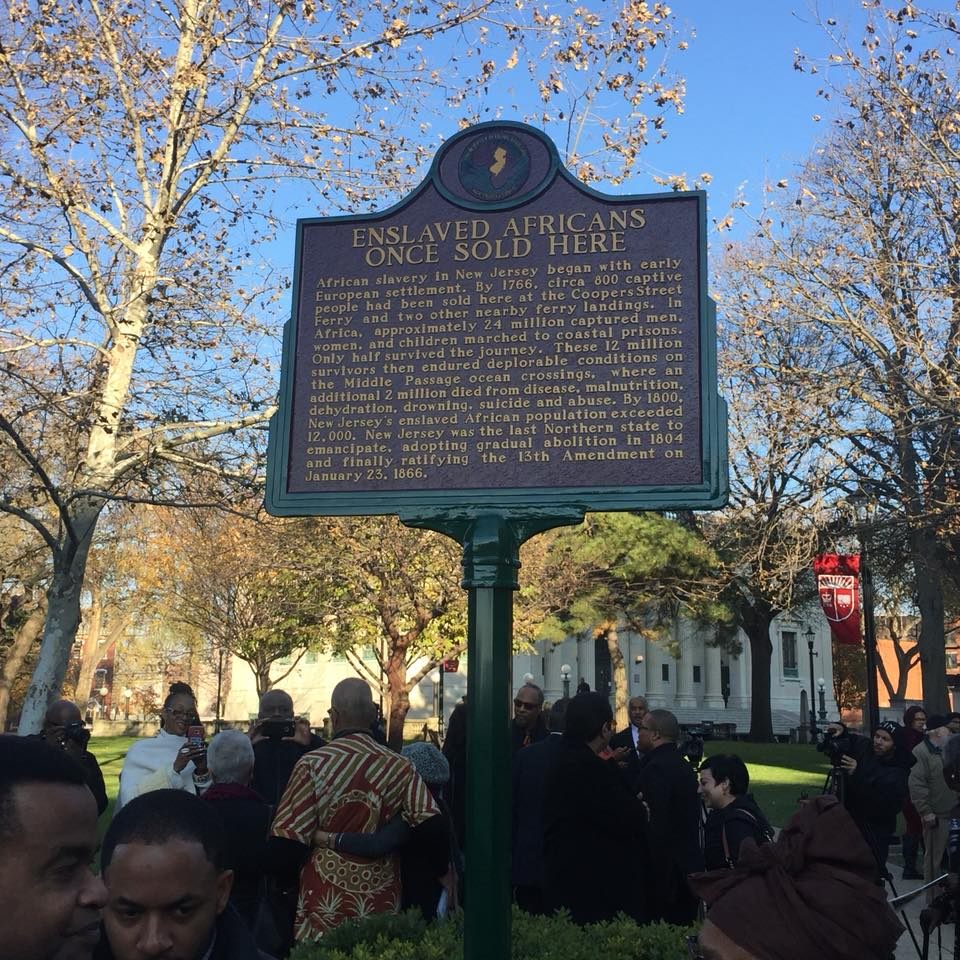 ENSLAVED AFRICANS
ONCE SOLD HERE
African slavery in New Jersey began with early
European settlement. By 1766, circa 800 captive
people had been sold here at the Coopers Street
Ferry and two other nearby ferry landings. In
Africa, approximately 24 million captured men,
women, and children marched to coastal prisons.
Only half survived the journey. These 12 million
survivors then endured deplorable conditions on
the Middle Passage ocean crossings, where an
additional 2 million died from disease, malnutrition,
dehydration, drowning, suicide and abuse. By 1800,
New Jersey's enslaved African population exceeded
12,000. New Jersey was the last Northern state to
emancipate, adopting gradual abolition in 1804
and finally ratifying the 13th Amendment on
January 23, 1866.